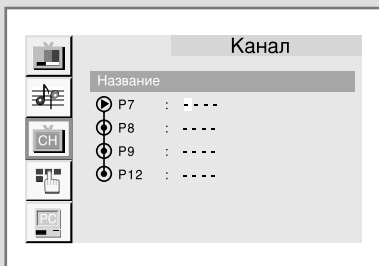 Канал
Название
P7 : - - - -
P8 : - - - -
P9 : - - - -
P12 : - - - -
CH
PC